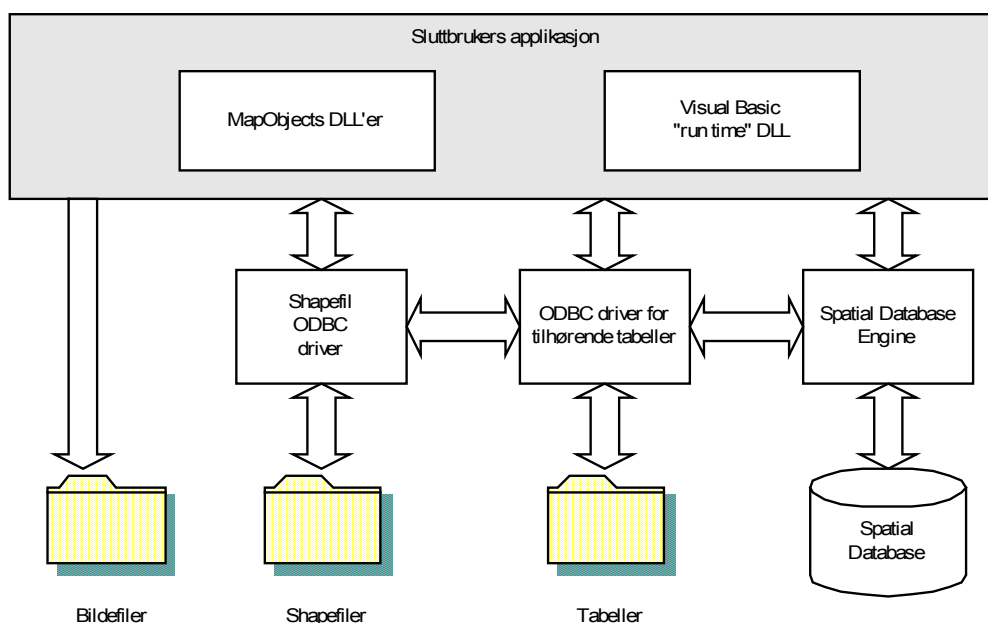 Sluttbrukers applikasjon
MapObjects DLL'er
Visual Basic
"run time" DLL
Shapefil
ODBC
driver
ODBC driver for
tilhørende tabeller
Spatial Database
Engine
Spatial
Database
Bildefiler
Shapefiler
Tabeller